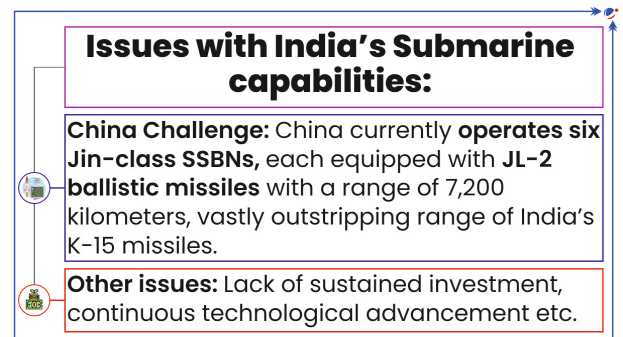 Issues with India's Submarine
capabilities:
China Challenge: China currently operates six
Jin-class SSBNs, each equipped with JL-2
ballistic missiles with a range of 7,200
kilometers, vastly outstripping range of India's
K-15 missiles.
Other issues: Lack of sustained investment,
continuous technological advancement etc.